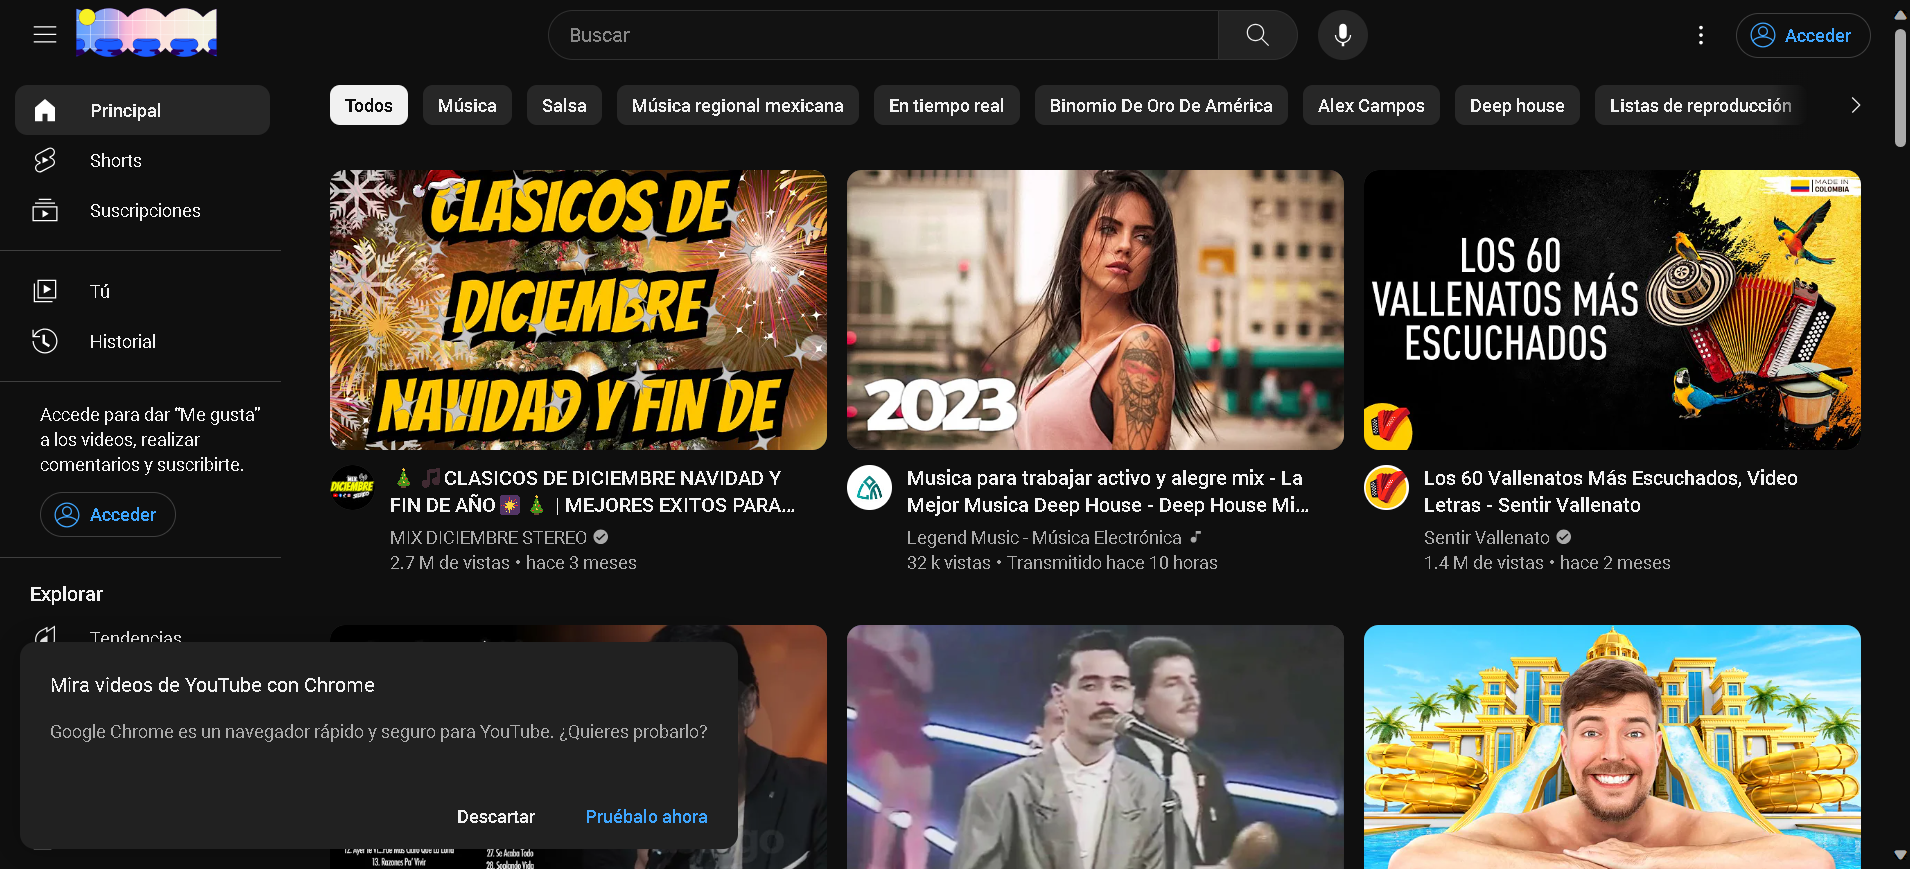 Buscar
Acceder
Principal
Shorts
Suscripciones
Tú
Historial
Accede para dar “Me gusta”
a los videos, realizar
comentarios y suscribirte.
Acceder
Explorar
Tendencias
Todos
Música
Salsa
Música regional mexicana
En tiempo real
Binomio De Oro De América
Alex Campos
Deep house
Listas de reproducción
CLASICOS DE
DICIEMBRE
NAVIDAD Y FIN DE
MIX
DICIEMBRE
🎄 🎵CLASICOS DE DICIEMBRE NAVIDAD Y
FIN DE AÑO🎇 🎄 | MEJORES EXITOS PARA...
MIX DICIEMBRE STEREO
2.7 M de vistas • hace 3 meses
2023
Musica para trabajar activo y alegre mix - La
Mejor Musica Deep House - Deep House Mi...
Legend Music - Música Electrónica
32 k vistas • Transmitido hace 10 horas
MADE IN
COLOMBIA
LOS 60
VALLENATOS MÁS
ESCUCHADOS
Los 60 Vallenatos Más Escuchados, Video
Letras - Sentir Vallenato
Sentir Vallenato
1.4 M de vistas • hace 2 meses
Mira videos de YouTube con Chrome
Google Chrome es un navegador rápido y seguro para YouTube. ¿Quieres probarlo?
Descartar
Pruébalo ahora
13. Razones Pa' Vivir
27. Se Acaba Todo
28. Soplando Vida